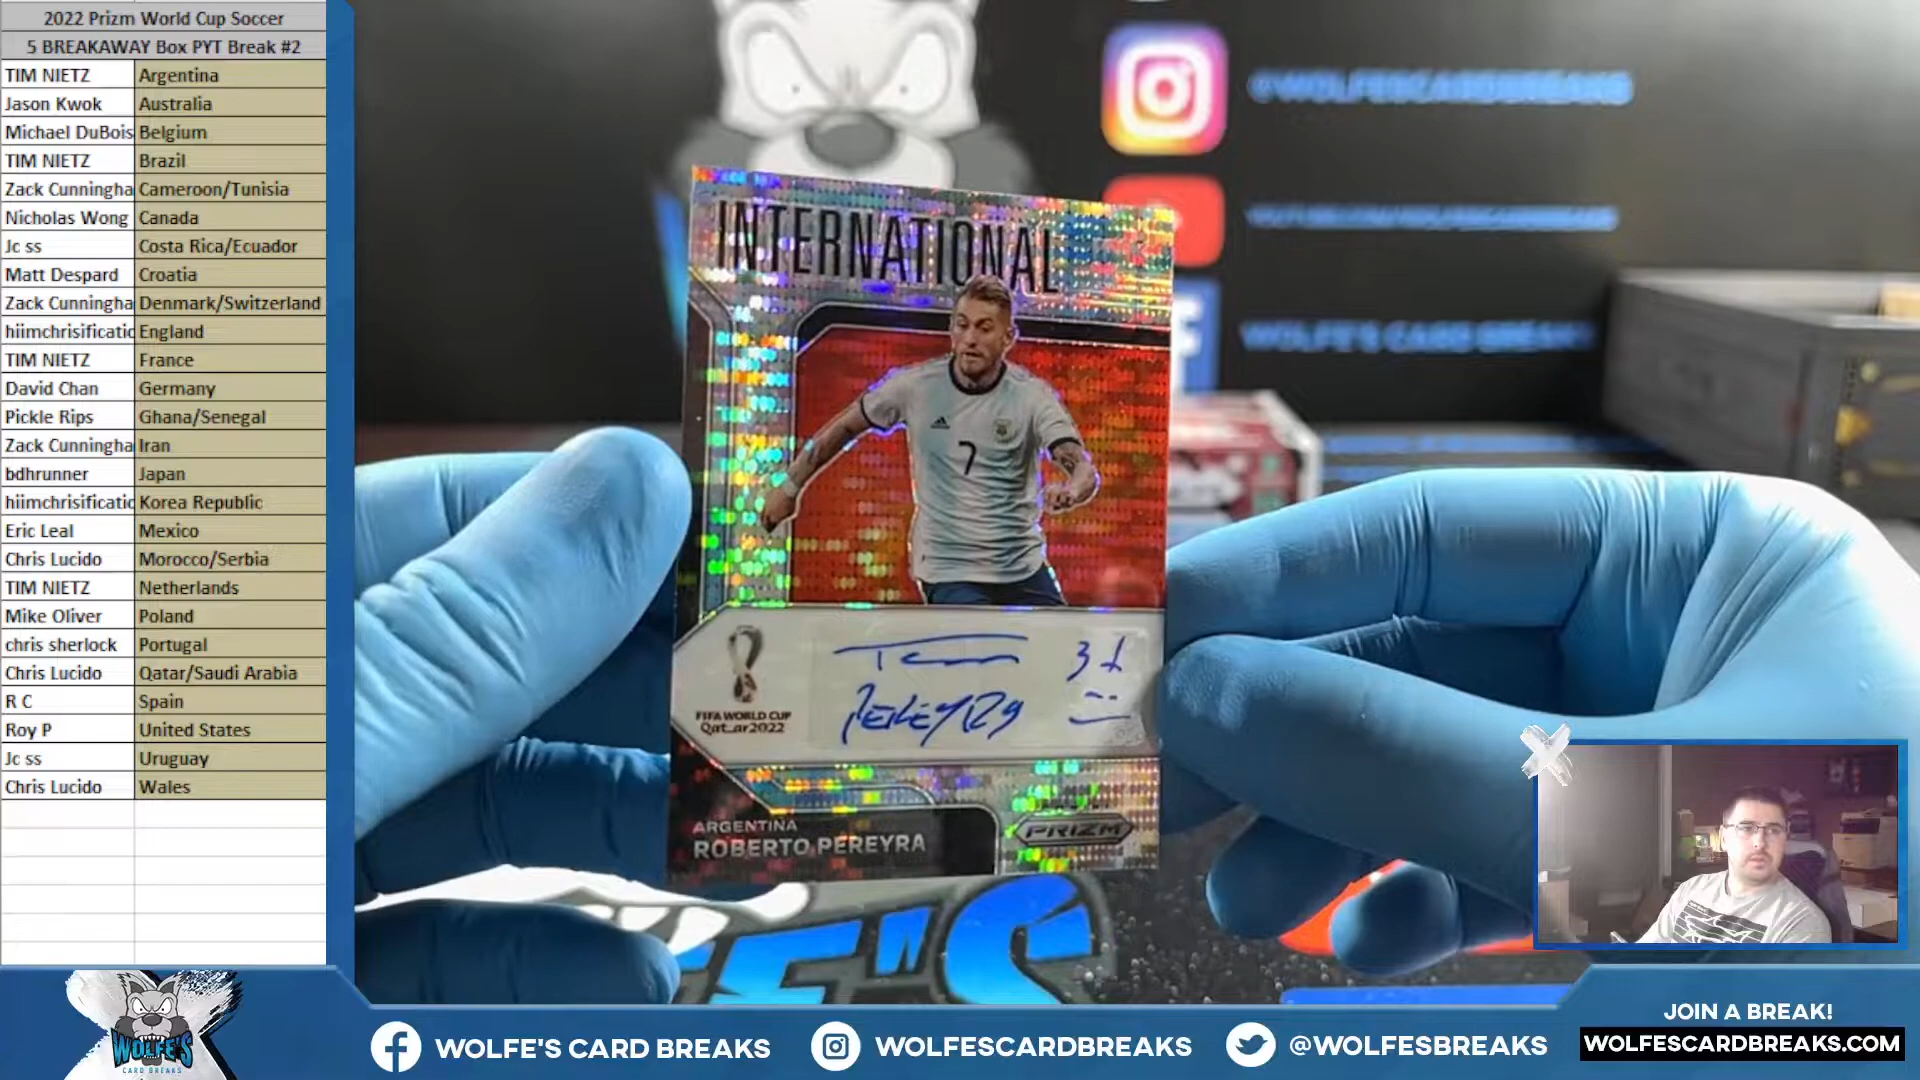 2022 Prizm World Cup Soccer
5 BREAKAWAY Box PYT Break #2
TIM NIETZ Argentina
Jason Kwok Australia
Michael DuBois Belgium
TIM NIETZ Brazil
Zack Cunningha Cameroon/Tunisia
Nicholas Wong Canada
Jc ss Costa Rica/Ecuador
Matt Despard Croatia
Zack Cunningha Denmark/Switzerland
hiimchrisificatic England
TIM NIETZ France
David Chan Germany
Pickle Rips Ghana/Senegal
Zack Cunningha Iran
bdhrunner Japan
hiimchrisificatic Korea Republic
Eric Leal Mexico
Chris Lucido Morocco/Serbia
TIM NIETZ Netherlands
Mike Oliver Poland
chris sherlock Portugal
Chris Lucido Qatar/Saudi Arabia
R C Spain
Roy P United States
Jc ss Uruguay
Chris Lucido Wales
@WOLFESCARDBREAKS
WOLFE'S CARD BREAKS
INTERNATIONAL
7
FIFA WORLD CUP
Qatar2022
ARGENTINA
ROBERTO PEREYRA
PRIZM
WOLFE'S
CARD BREAKS
WOLFE'S CARD BREAKS
WOLFESCARDBREAKS
@WOLFESBREAKS
JOIN A BREAK!
WOLFESCARDBREAKS.COM